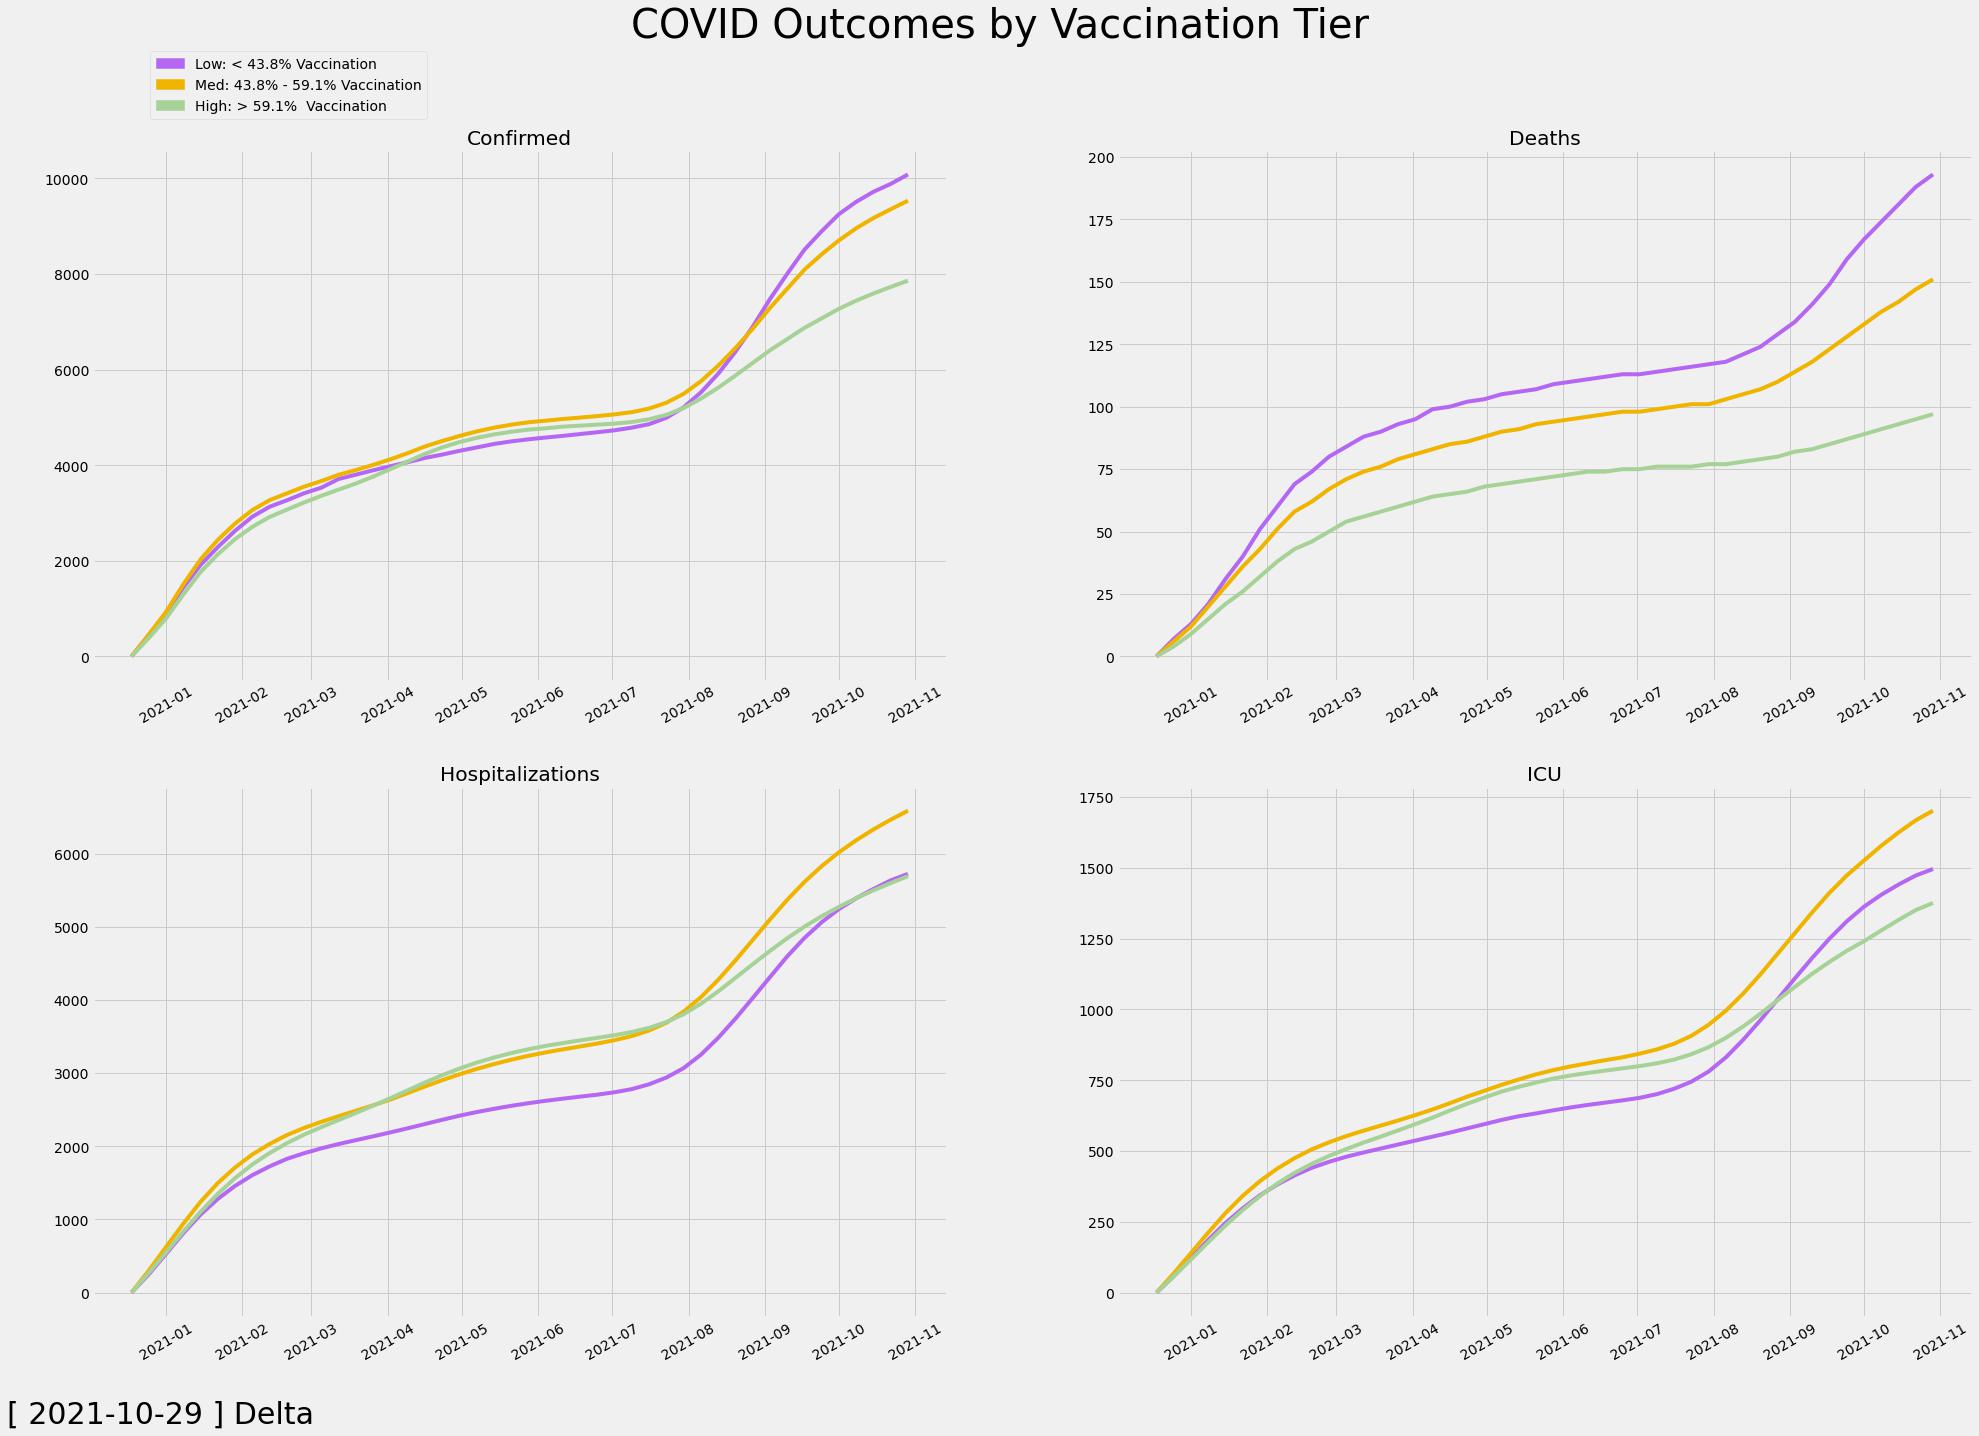 COVID Outcomes by Vaccination Tier
Low: < 43.8% Vaccination
Med: 43.8% - 59.1% Vaccination
High: > 59.1%  Vaccination
Confirmed
10000
8000
6000
4000
2000
0
2021-01 2021-02 2021-03 2021-04 2021-05 2021-06 2021-07 2021-08 2021-09 2021-10 2021-11
Deaths
200
175
150
125
100
75
50
25
0
2021-01 2021-02 2021-03 2021-04 2021-05 2021-06 2021-07 2021-08 2021-09 2021-10 2021-11
Hospitalizations
6000
5000
4000
3000
2000
1000
0
2021-01 2021-02 2021-03 2021-04 2021-05 2021-06 2021-07 2021-08 2021-09 2021-10 2021-11
ICU
1750
1500
1250
1000
750
500
250
0
2021-01 2021-02 2021-03 2021-04 2021-05 2021-06 2021-07 2021-08 2021-09 2021-10 2021-11
[ 2021-10-29 ] Delta